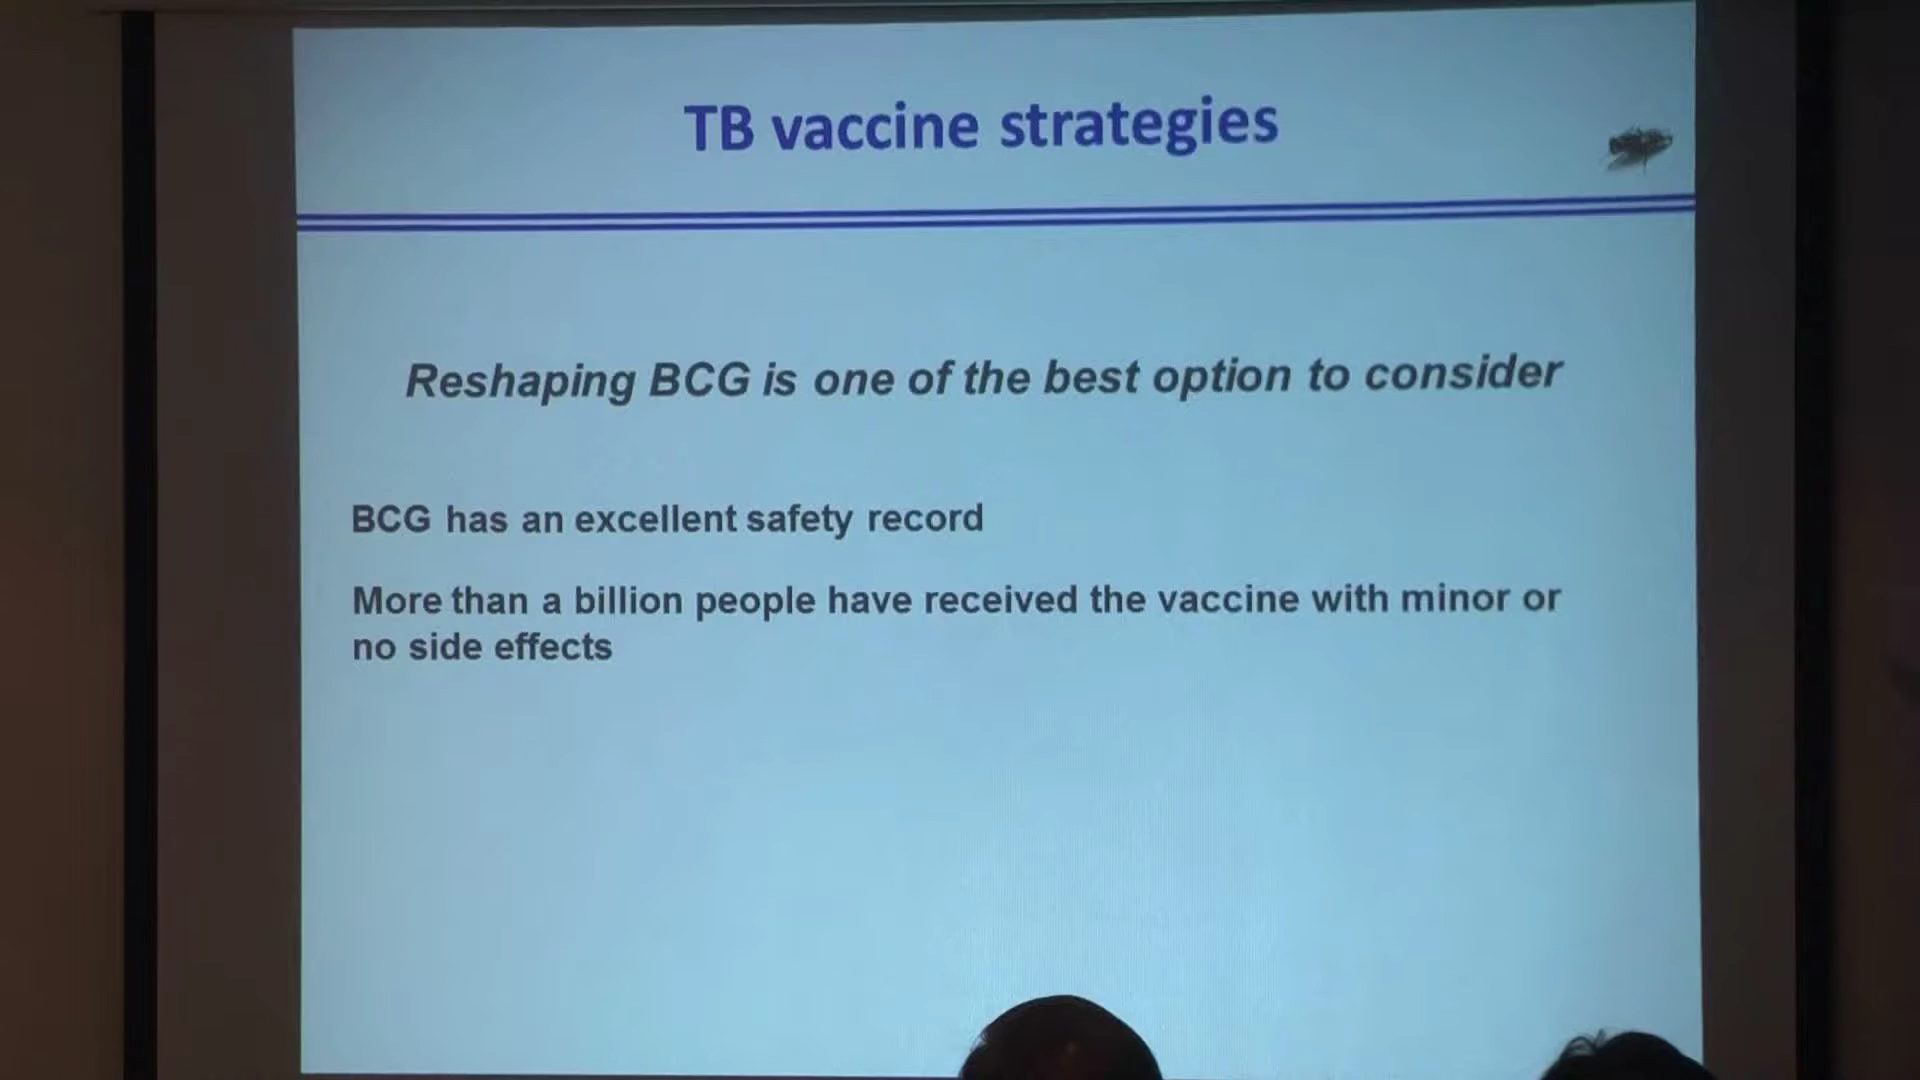 TB vaccine strategies
Reshaping BCG is one of the best option to consider
BCG has an excellent safety record
More than a billion people have received the vaccine with minor or
no side effects